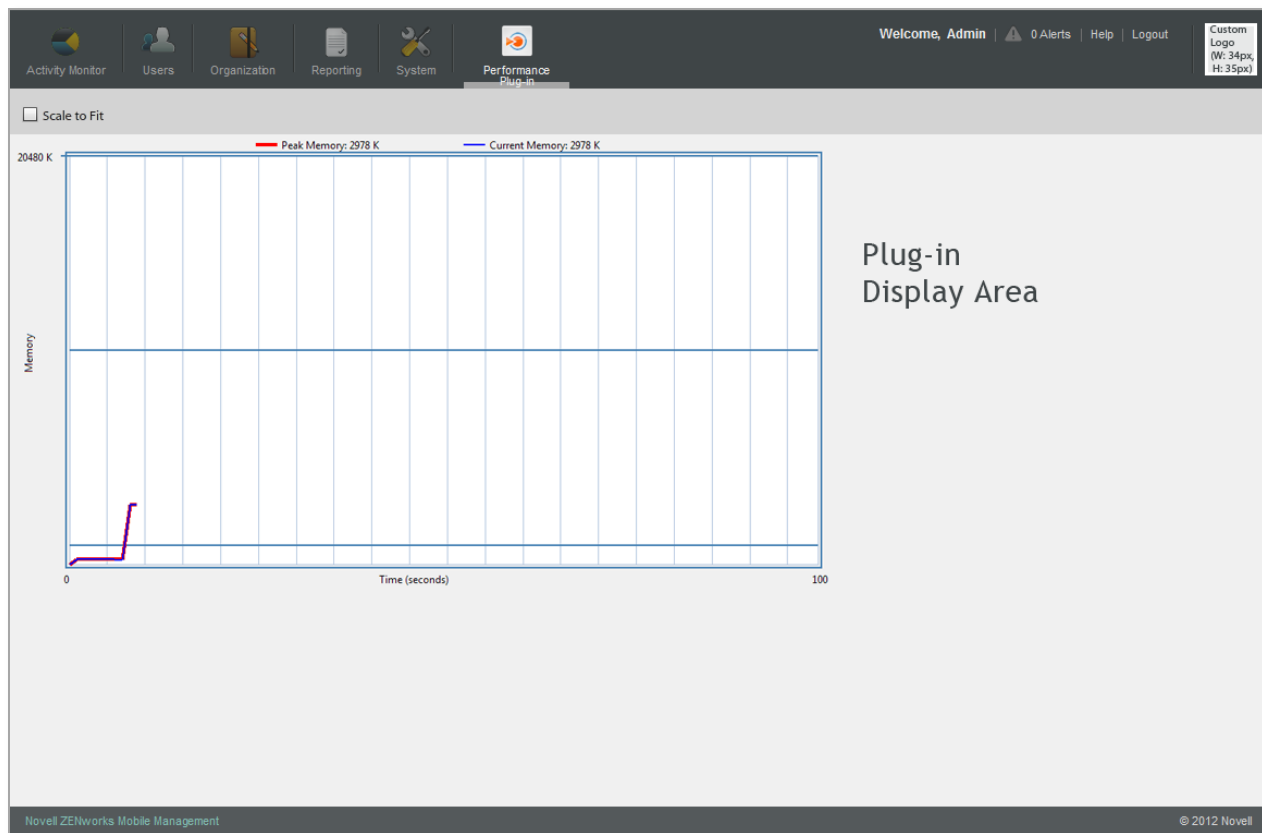 Activity Monitor
Users
Organization
Reporting
System
Performance
Plug-in
Welcome, Admin | 0 Alerts | Help | Logout
Custom
Logo
(W: 34px,
H: 35px)
Scale to Fit
Peak Memory: 2978 K
Current Memory: 2978 K
20480 K
Plug-in
Display Area
Memory
0
Time (seconds)
100
Novell ZENworks Mobile Management
© 2012 Novell